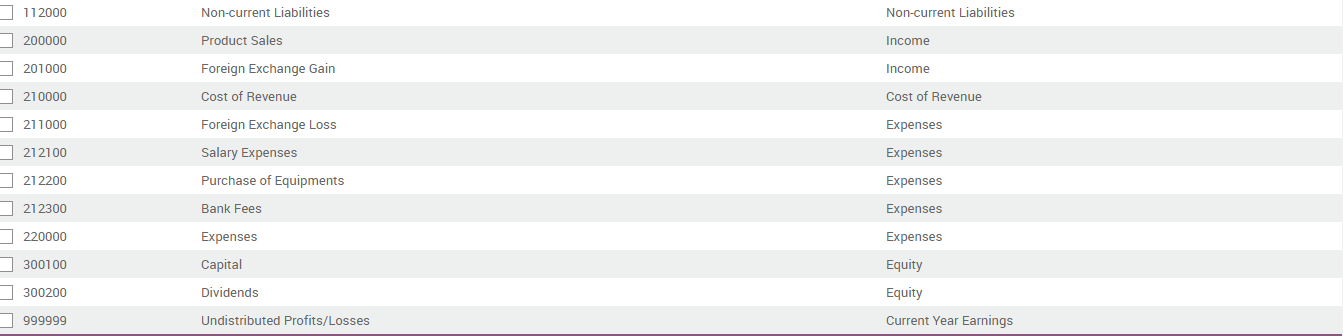 112000 Non-current Liabilities Non-current Liabilities
200000 Product Sales Income
201000 Foreign Exchange Gain Income
210000 Cost of Revenue Cost of Revenue
211000 Foreign Exchange Loss Expenses
212100 Salary Expenses Expenses
212200 Purchase of Equipments Expenses
212300 Bank Fees Expenses
220000 Expenses Expenses
300100 Capital Equity
300200 Dividends Equity
999999 Undistributed Profits/Losses Current Year Earnings